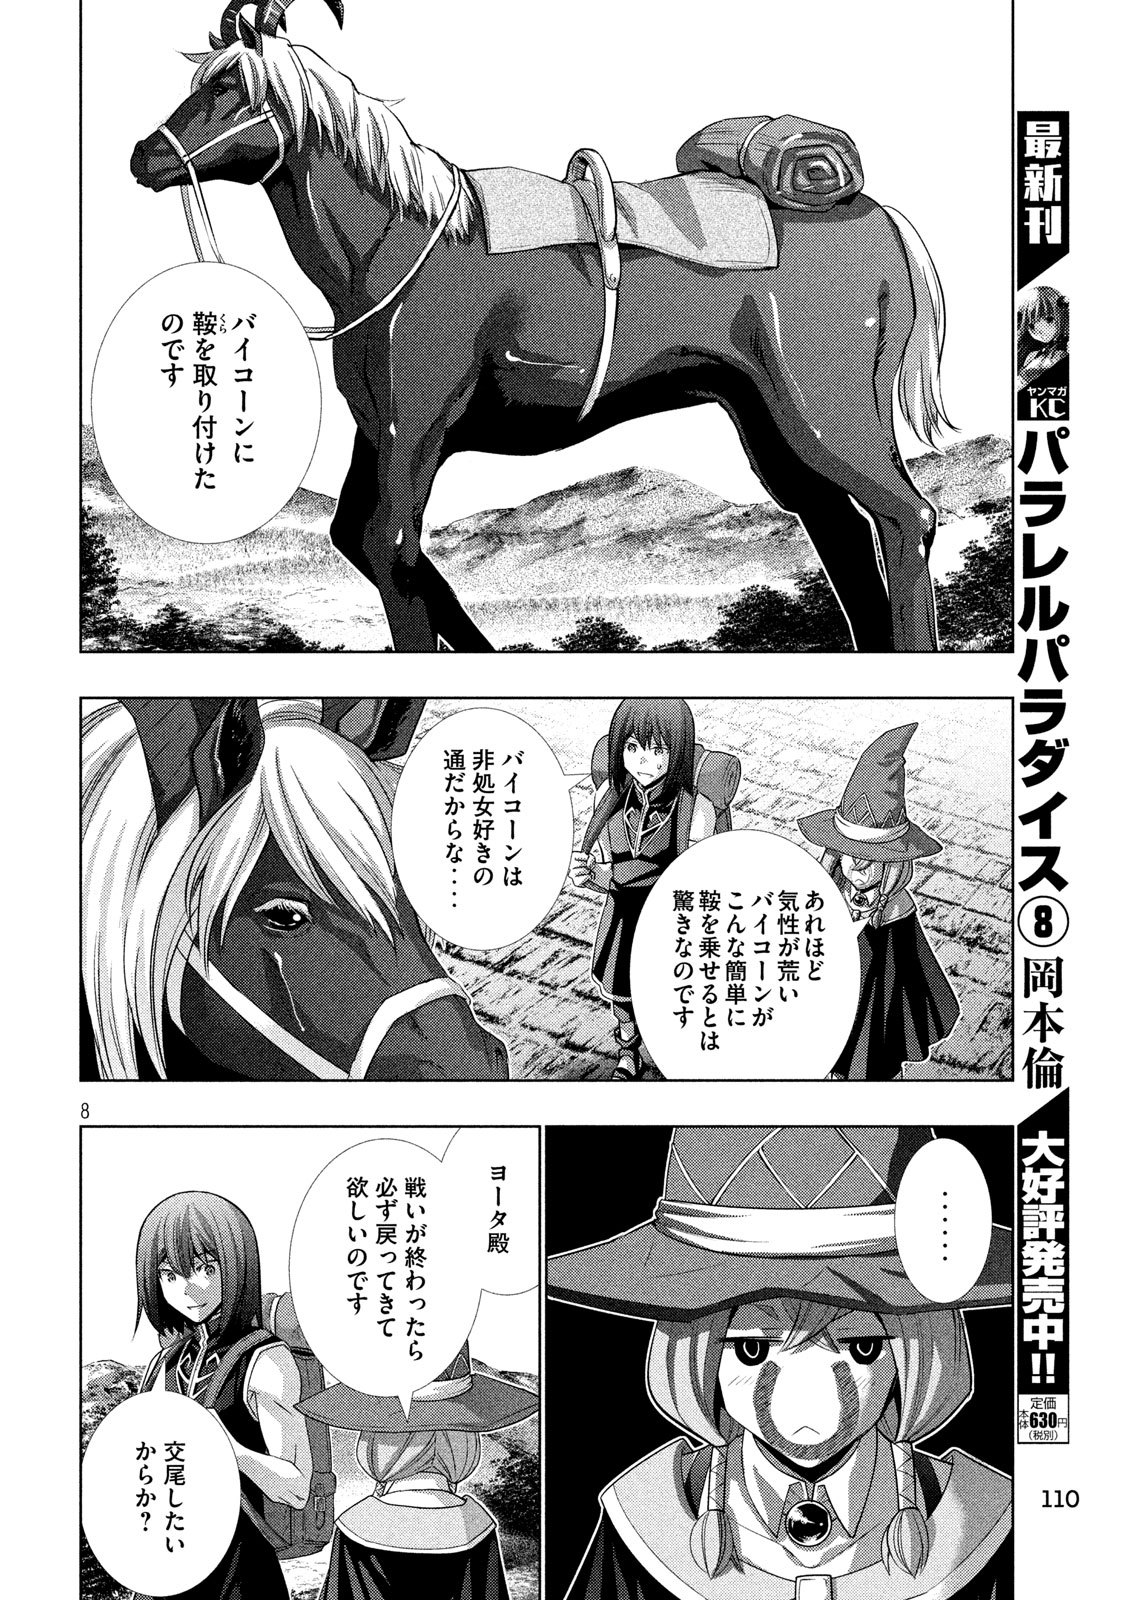 バイコーンに
鞍を取り付けた
くら
のです
あれほど
気性が荒い
バイコーンが
こんな簡単に
鞍を乗せるとは
驚きなのです
バイコーンは
非処女好きの
通だからな‥‥
‥‥‥
ヨータ殿
戦いが終わったら
必ず戻ってきて
欲しいのです
交尾したい
からか?
8
最新刊
ヤンマガ
KC
パラレルパラダイス⑧岡本倫
大好評発売中!!
定価
本体630円
(税別)
110